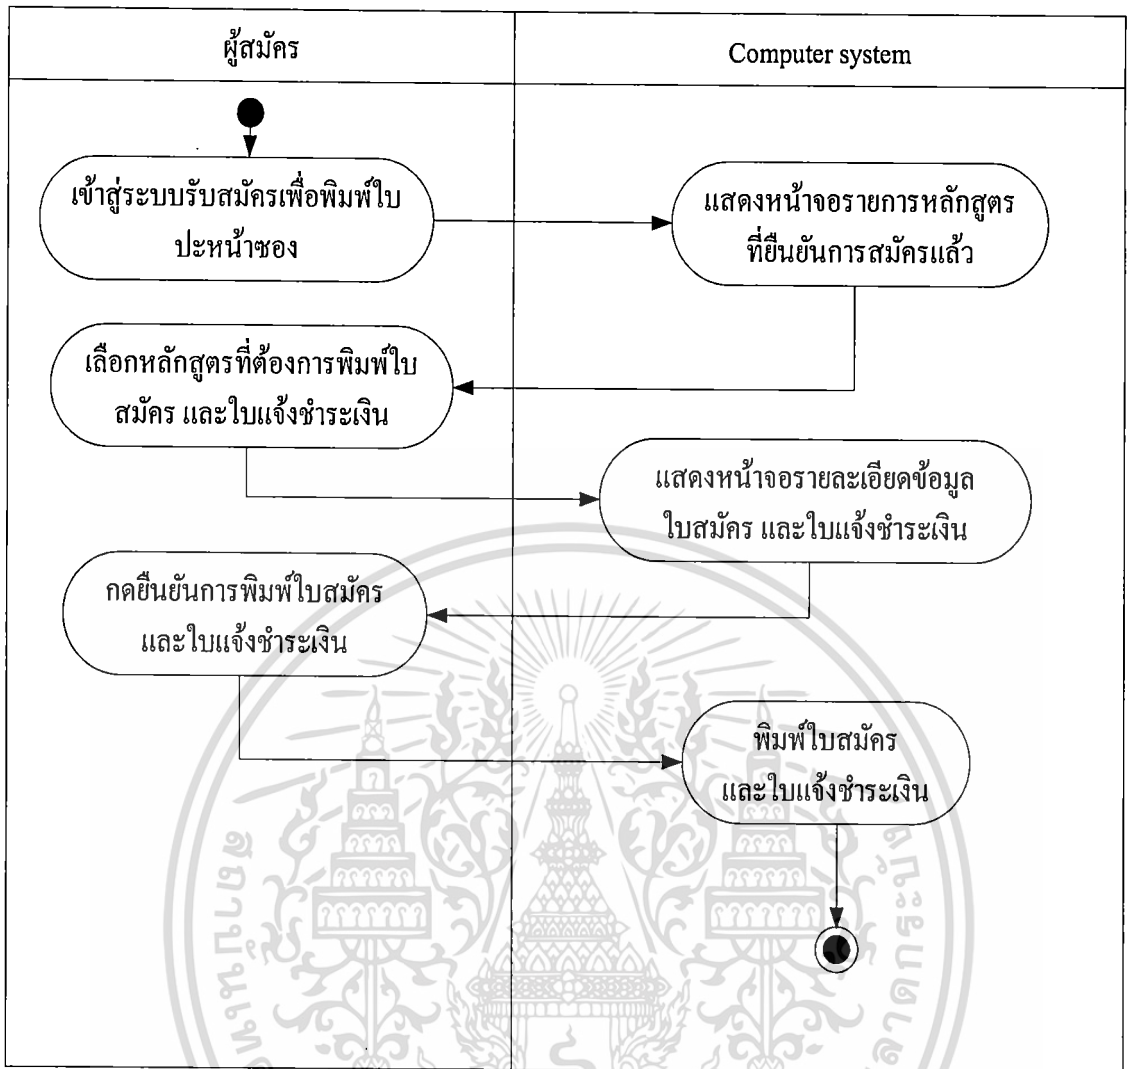 ผู้สมัคร
Computer system
เข้าสู่ระบบรับสมัครเพื่อพิมพ์ใบ
ปะหน้าซอง
แสดงหน้าจอรายการหลักสูตร
ที่ยืนยันการสมัครแล้ว
เลือกหลักสูตรที่ต้องการพิมพ์ใบ
สมัคร และใบแจ้งชำระเงิน
แสดงหน้าจอรายละเอียดข้อมูล
ใบสมัคร และใบแจ้งชำระเงิน
กดยืนยันการพิมพ์ใบสมัคร
และใบแจ้งชำระเงิน
พิมพ์ใบสมัคร
และใบแจ้งชำระเงิน